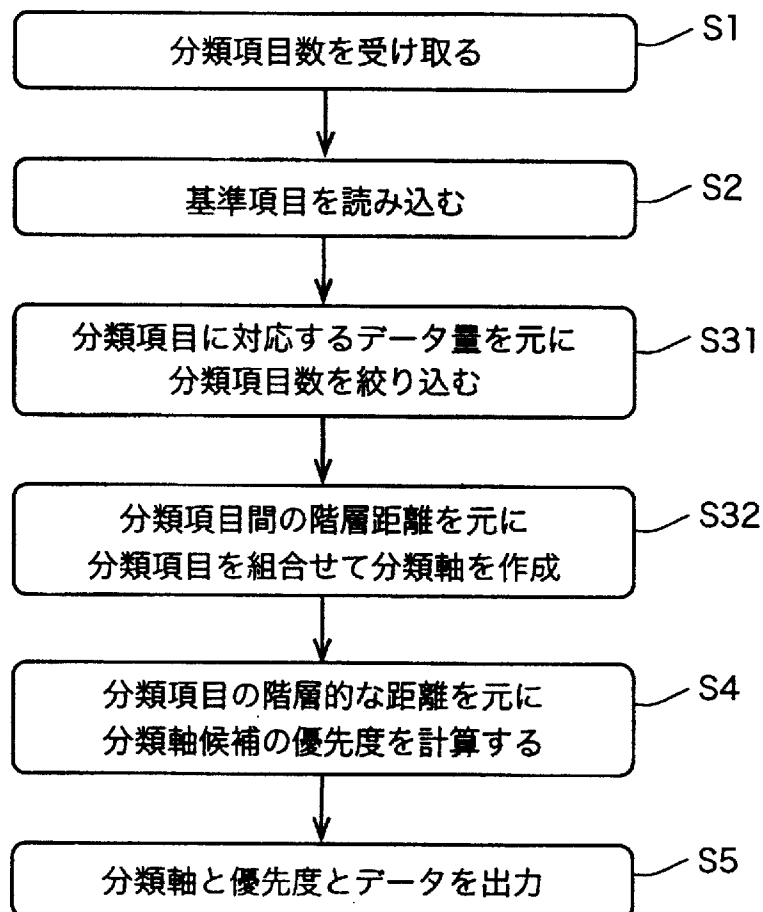 分類項目数を受け取る
S1
基準項目を読み込む
S2
分類項目に対応するデータ量を元に
分類項目数を絞り込む
S31
分類項目間の階層距離を元に
分類項目を組合せて分類軸を作成
S32
分類項目の階層的な距離を元に
分類軸候補の優先度を計算する
S4
分類軸と優先度とデータを出力
S5